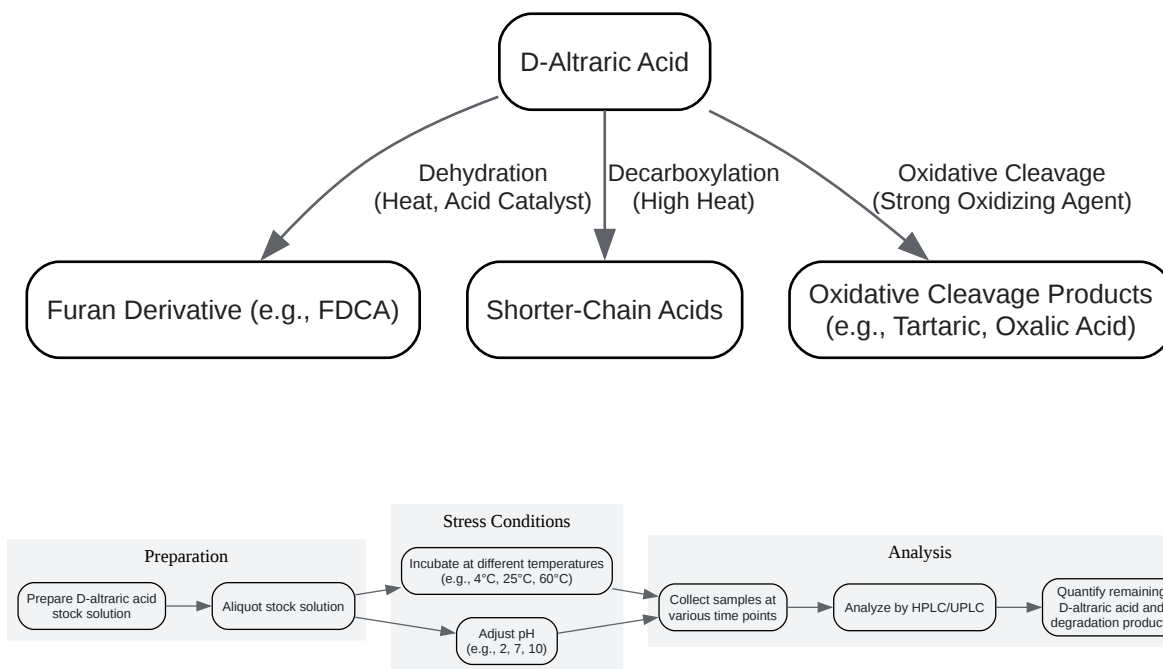 D-Altraric Acid
Dehydration
(Heat, Acid Catalyst)
Decarboxylation
(High Heat)
Oxidative Cleavage
(Strong Oxidizing Agent)
Furan Derivative (e.g., FDCA)
Shorter-Chain Acids
Oxidative Cleavage Products
(e.g., Tartaric, Oxalic Acid)
Preparation
Prepare D-altraric acid
stock solution
Aliquot stock solution
Stress Conditions
Incubate at different temperatures
(e.g., 4°C, 25°C, 60°C)
Adjust pH
(e.g., 2, 7, 10)
Analysis
Collect samples at
various time points
Analyze by HPLC/UPLC
Quantify remaining
D-altraric acid and
degradation product